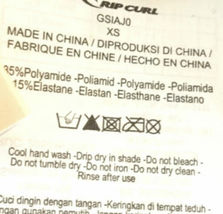 RIP CURL
GSIAJ0
XS
MADE IN CHINA / DIPRODUKSI DI CHINA /
FABRIQUE EN CHINE / HECHO EN CHINA
85%Polyamide -Poliamid -Polyamide -Poliamida
15%Elastane -Elastan -Elasthane -Elastano
Cool hand wash -Drip dry in shade -Do not bleach -
Do not tumble dry -Do not iron -Do not dry clean -
Rinse after use
Cuci dingin dengan tangan -Keringkan di tempat teduh -
gunakan pemutih